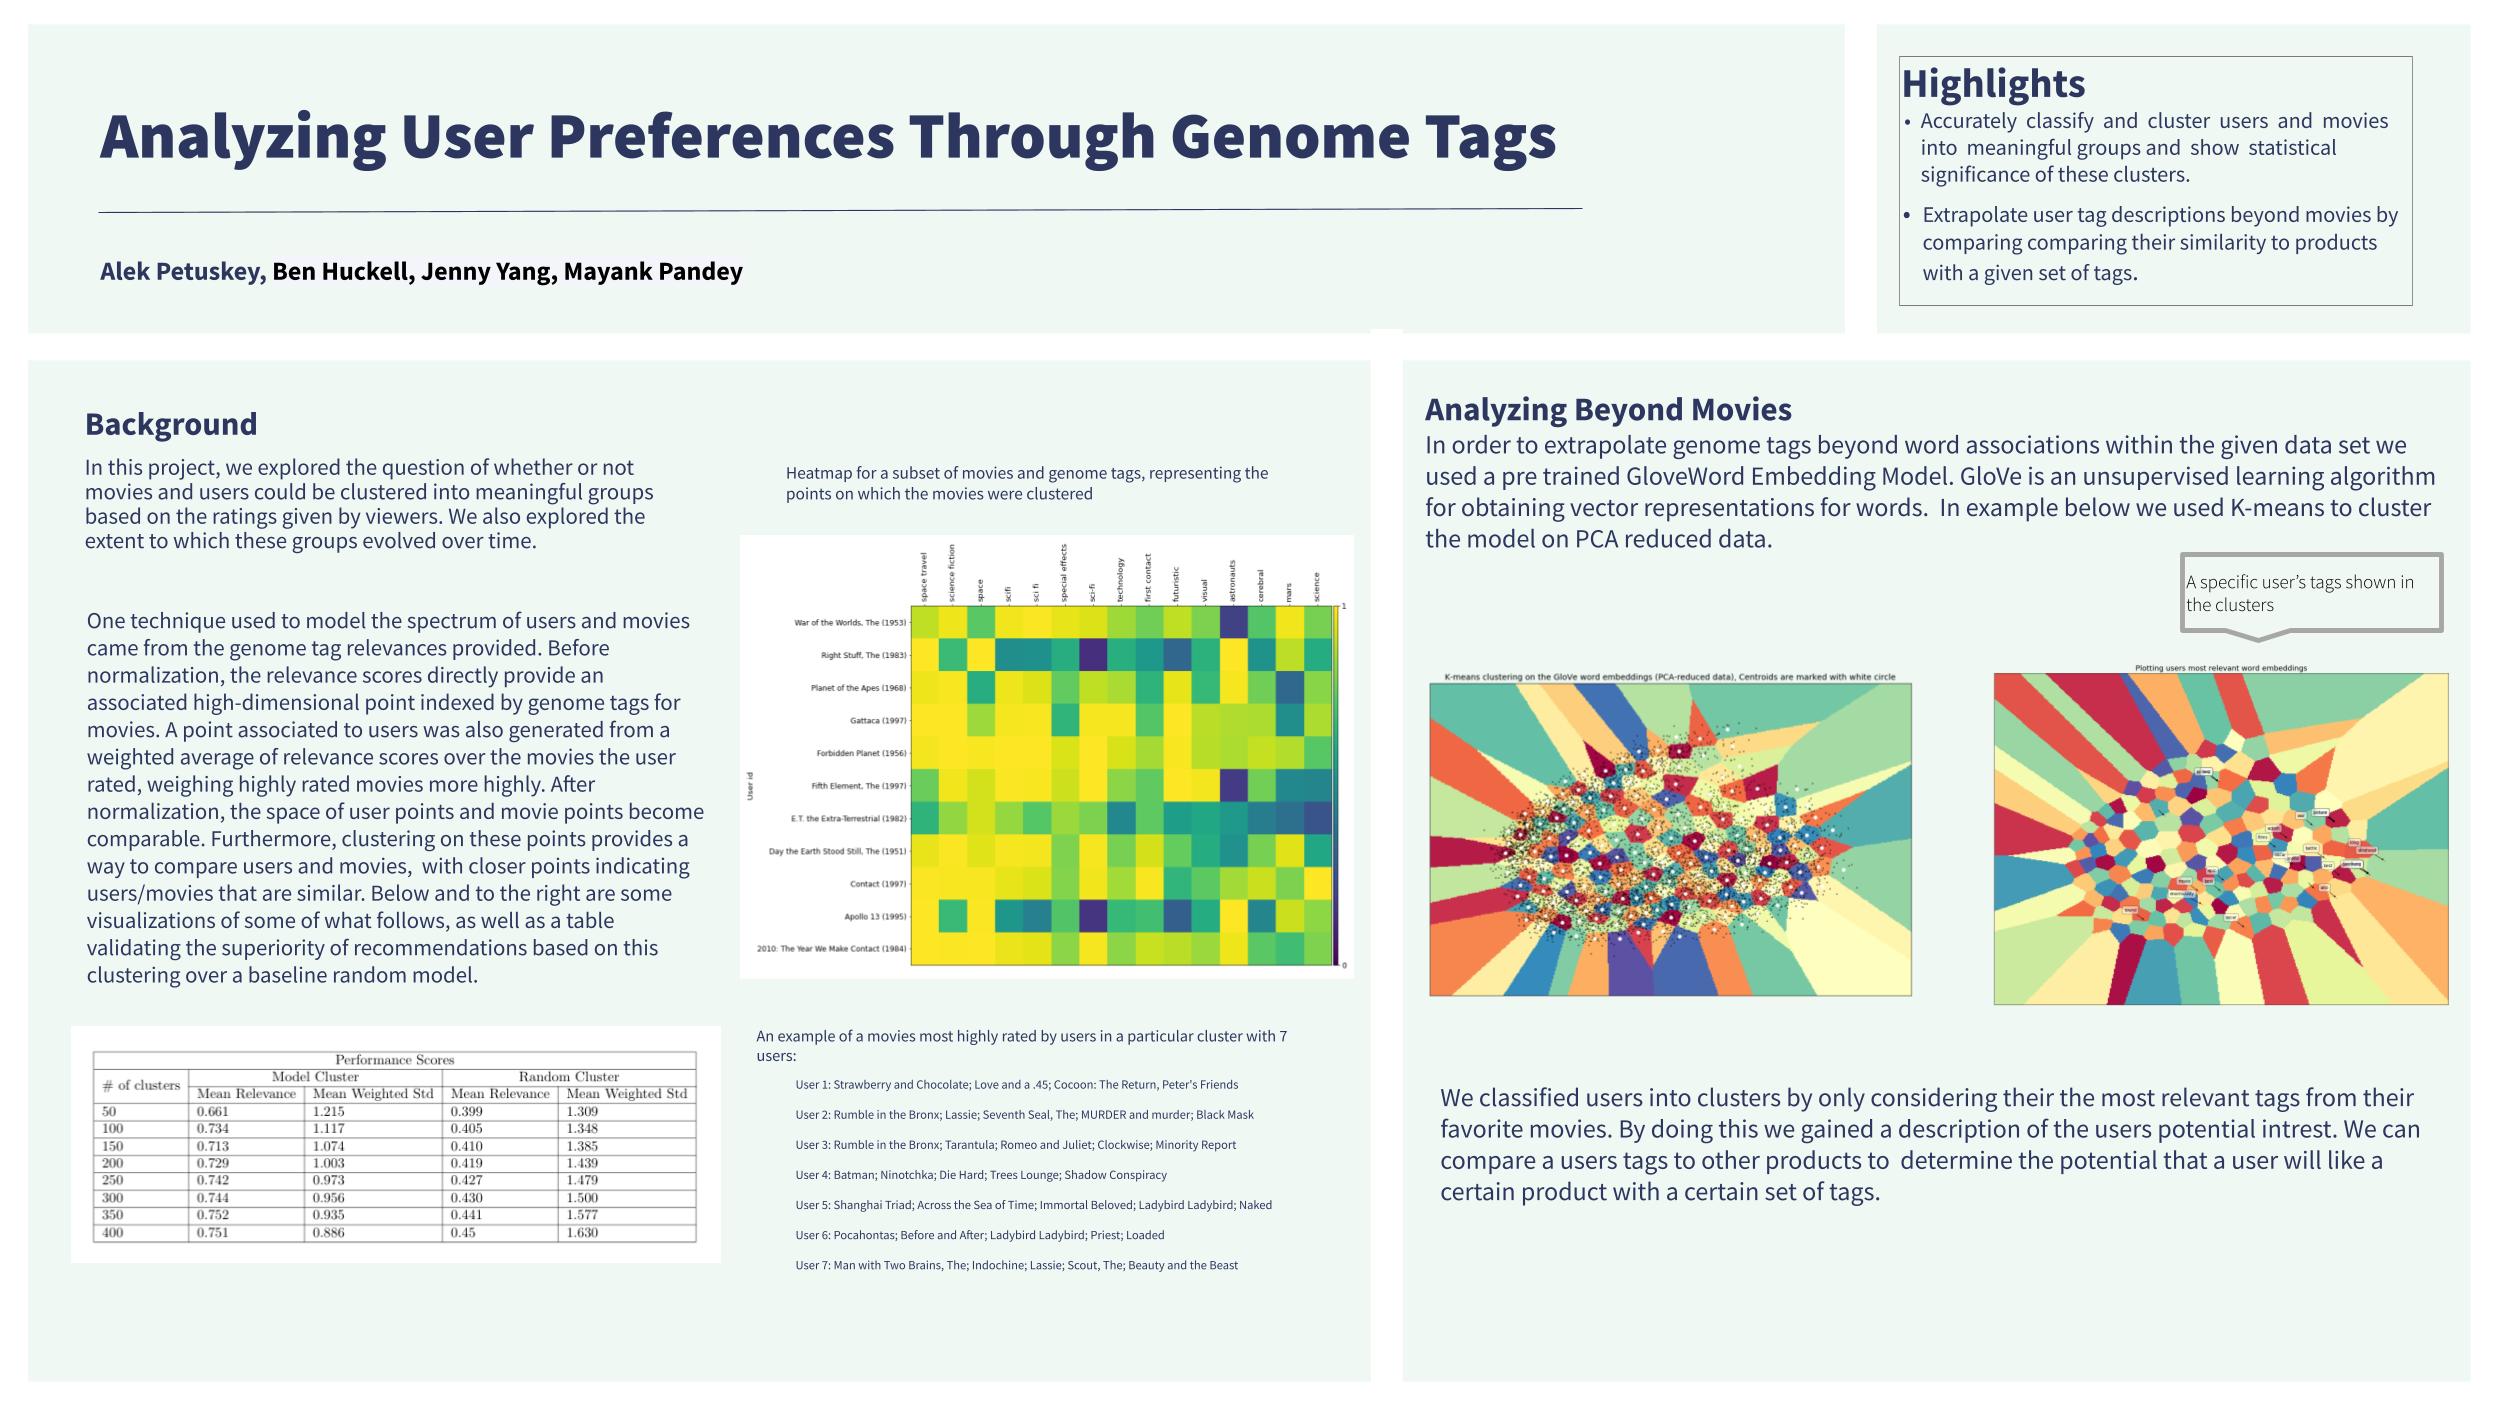 Analyzing User Preferences Through Genome Tags
Alek Petuskey, Ben Huckell, Jenny Yang, Mayank Pandey
Highlights
• Accurately classify and cluster users and movies
into meaningful groups and show statistical
significance of these clusters.
• Extrapolate user tag descriptions beyond movies by
comparing comparing their similarity to products
with a given set of tags.
Background
In this project, we explored the question of whether or not
movies and users could be clustered into meaningful groups
based on the ratings given by viewers. We also explored the
extent to which these groups evolved over time.
One technique used to model the spectrum of users and movies
came from the genome tag relevances provided. Before
normalization, the relevance scores directly provide an
associated high-dimensional point indexed by genome tags for
movies. A point associated to users was also generated from a
weighted average of relevance scores over the movies the user
rated, weighing highly rated movies more highly. After
normalization, the space of user points and movie points become
comparable. Furthermore, clustering on these points provides a
way to compare users and movies, with closer points indicating
users/movies that are similar. Below and to the right are some
visualizations of some of what follows, as well as a table
validating the superiority of recommendations based on this
clustering over a baseline random model.
Performance Scores
# of clusters Model Cluster Random Cluster
Mean Relevance Mean Weighted Std Mean Relevance Mean Weighted Std
50 0.661 1.215 0.399 1.309
100 0.734 1.117 0.405 1.348
150 0.713 1.074 0.410 1.385
200 0.729 1.003 0.419 1.439
250 0.742 0.973 0.427 1.479
300 0.744 0.956 0.430 1.500
350 0.752 0.935 0.441 1.577
400 0.751 0.886 0.45 1.630
Heatmap for a subset of movies and genome tags, representing the
points on which the movies were clustered
space travel
science fiction
space
scifi
sci fi
special effects
sci-fi
technology
first contact
futuristic
visual
astronauts
cerebral
mars
science
User id
War of the Worlds, The (1953)
Right Stuff, The (1983)
Planet of the Apes (1968)
Gattaca (1997)
Forbidden Planet (1956)
Fifth Element, The (1997)
E.T. the Extra-Terrestrial (1982)
Day the Earth Stood Still, The (1951)
Contact (1997)
Apollo 13 (1995)
2010: The Year We Make Contact (1984)
1
0
An example of a movies most highly rated by users in a particular cluster with 7
users:
User 1: Strawberry and Chocolate; Love and a .45; Cocoon: The Return, Peter's Friends
User 2: Rumble in the Bronx; Lassie; Seventh Seal, The; MURDER and murder; Black Mask
User 3: Rumble in the Bronx; Tarantula; Romeo and Juliet; Clockwise; Minority Report
User 4: Batman; Ninotchka; Die Hard; Trees Lounge; Shadow Conspiracy
User 5: Shanghai Triad; Across the Sea of Time; Immortal Beloved; Ladybird Ladybird; Naked
User 6: Pocahontas; Before and After; Ladybird Ladybird; Priest; Loaded
User 7: Man with Two Brains, The; Indochine; Lassie; Scout, The; Beauty and the Beast
Analyzing Beyond Movies
In order to extrapolate genome tags beyond word associations within the given data set we
used a pre trained GloveWord Embedding Model. GloVe is an unsupervised learning algorithm
for obtaining vector representations for words. In example below we used K-means to cluster
the model on PCA reduced data.
A specific user's tags shown in
the clusters
K-means clustering on the GloVe word embeddings (PCA-reduced data), Centroids are marked with white circle
Plotting users most relevant word embeddings
We classified users into clusters by only considering their the most relevant tags from their
favorite movies. By doing this we gained a description of the users potential intrest. We can
compare a users tags to other products to determine the potential that a user will like a
certain product with a certain set of tags.